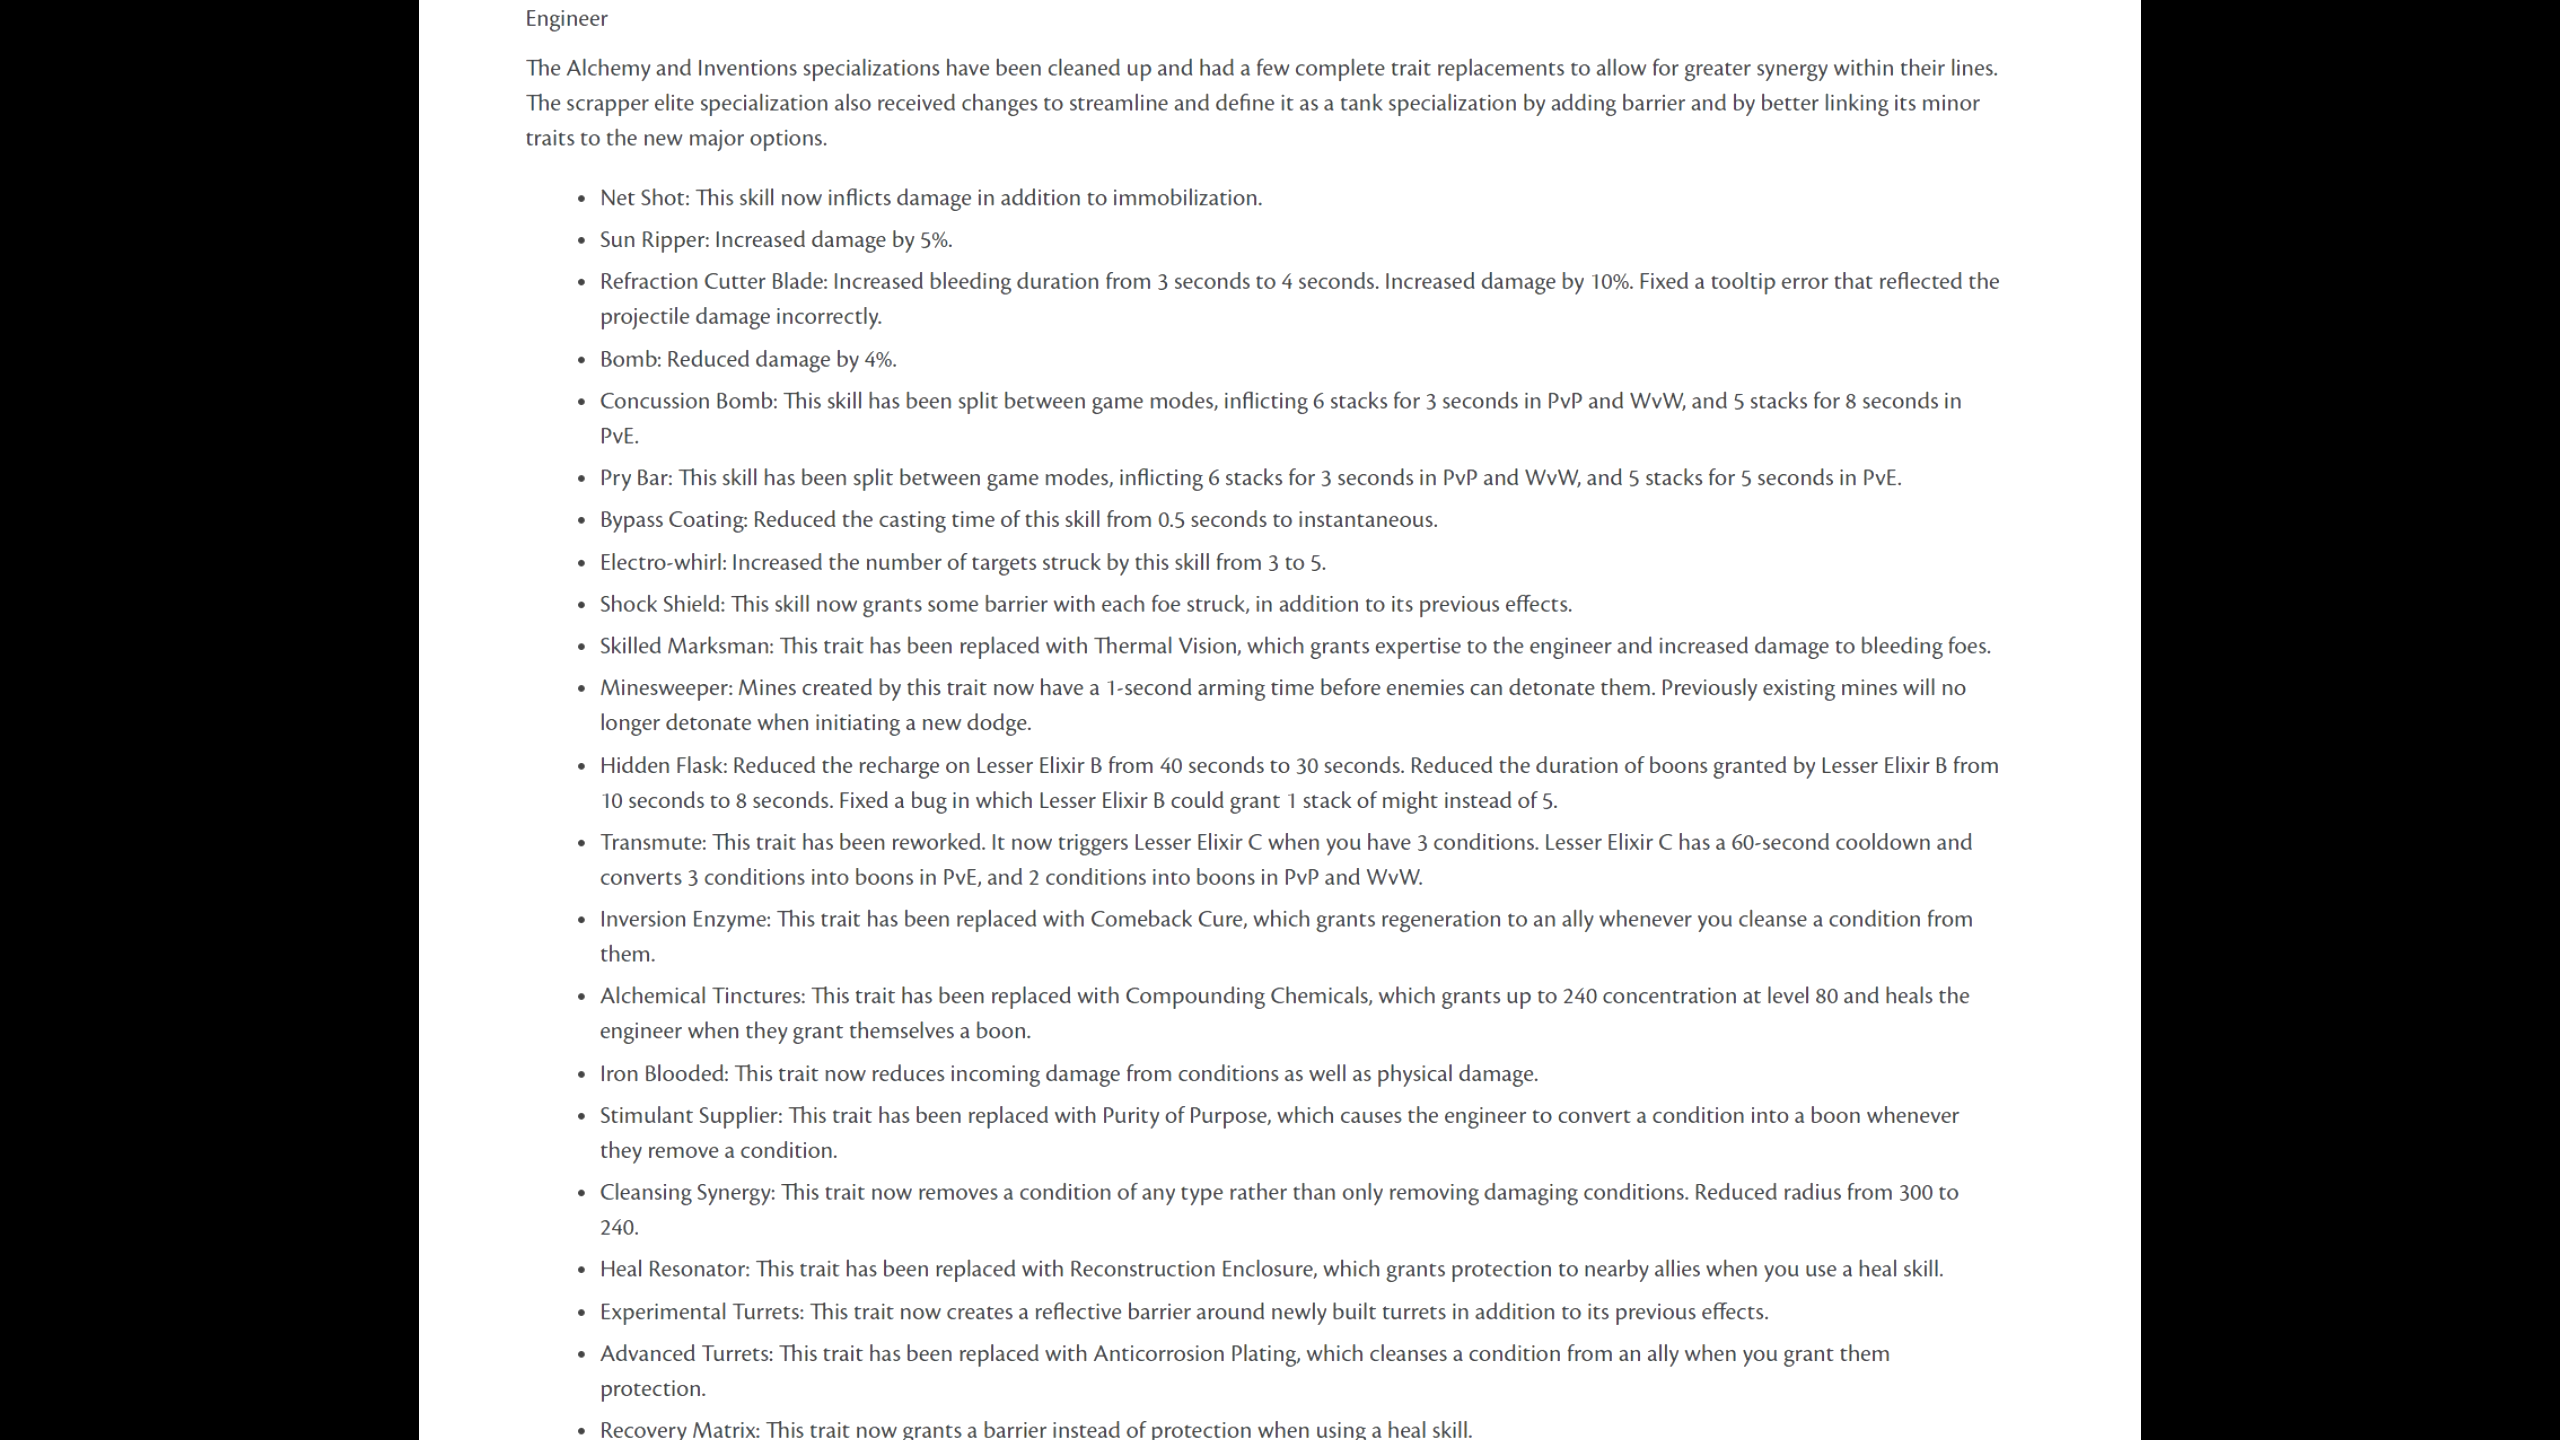 Engineer
The Alchemy and Inventions specializations have been cleaned up and had a few complete trait replacements to allow for greater synergy within their lines.
The scrapper elite specialization also received changes to streamline and define it as a tank specialization by adding barrier and by better linking its minor
traits to the new major options.
• Net Shot: This skill now inflicts damage in addition to immobilization.
• Sun Ripper: Increased damage by 5%.
• Refraction Cutter Blade: Increased bleeding duration from 3 seconds to 4 seconds. Increased damage by 10%. Fixed a tooltip error that reflected the
projectile damage incorrectly.
• Bomb: Reduced damage by 4%.
• Concussion Bomb: This skill has been split between game modes, inflicting 6 stacks for 3 seconds in PvP and WvW, and 5 stacks for 8 seconds in
PvE.
• Pry Bar: This skill has been split between game modes, inflicting 6 stacks for 3 seconds in PvP and WvW, and 5 stacks for 5 seconds in PvE.
• Bypass Coating: Reduced the casting time of this skill from 0.5 seconds to instantaneous.
• Electro-whirl: Increased the number of targets struck by this skill from 3 to 5.
• Shock Shield: This skill now grants some barrier with each foe struck, in addition to its previous effects.
• Skilled Marksman: This trait has been replaced with Thermal Vision, which grants expertise to the engineer and increased damage to bleeding foes.
• Minesweeper: Mines created by this trait now have a 1-second arming time before enemies can detonate them. Previously existing mines will no
longer detonate when initiating a new dodge.
• Hidden Flask: Reduced the recharge on Lesser Elixir B from 40 seconds to 30 seconds. Reduced the duration of boons granted by Lesser Elixir B from
10 seconds to 8 seconds. Fixed a bug in which Lesser Elixir B could grant 1 stack of might instead of 5.
• Transmute: This trait has been reworked. It now triggers Lesser Elixir C when you have 3 conditions. Lesser Elixir C has a 60-second cooldown and
converts 3 conditions into boons in PvE, and 2 conditions into boons in PvP and WvW.
• Inversion Enzyme: This trait has been replaced with Comeback Cure, which grants regeneration to an ally whenever you cleanse a condition from
them.
• Alchemical Tinctures: This trait has been replaced with Compounding Chemicals, which grants up to 240 concentration at level 80 and heals the
engineer when they grant themselves a boon.
• Iron Blooded: This trait now reduces incoming damage from conditions as well as physical damage.
• Stimulant Supplier: This trait has been replaced with Purity of Purpose, which causes the engineer to convert a condition into a boon whenever
they remove a condition.
• Cleansing Synergy: This trait now removes a condition of any type rather than only removing damaging conditions. Reduced radius from 300 to
240.
• Heal Resonator: This trait has been replaced with Reconstruction Enclosure, which grants protection to nearby allies when you use a heal skill.
• Experimental Turrets: This trait now creates a reflective barrier around newly built turrets in addition to its previous effects.
• Advanced Turrets: This trait has been replaced with Anticorrosion Plating, which cleanses a condition from an ally when you grant them
protection.
• Recovery Matrix: This trait now grants a barrier instead of protection when using a heal skill.